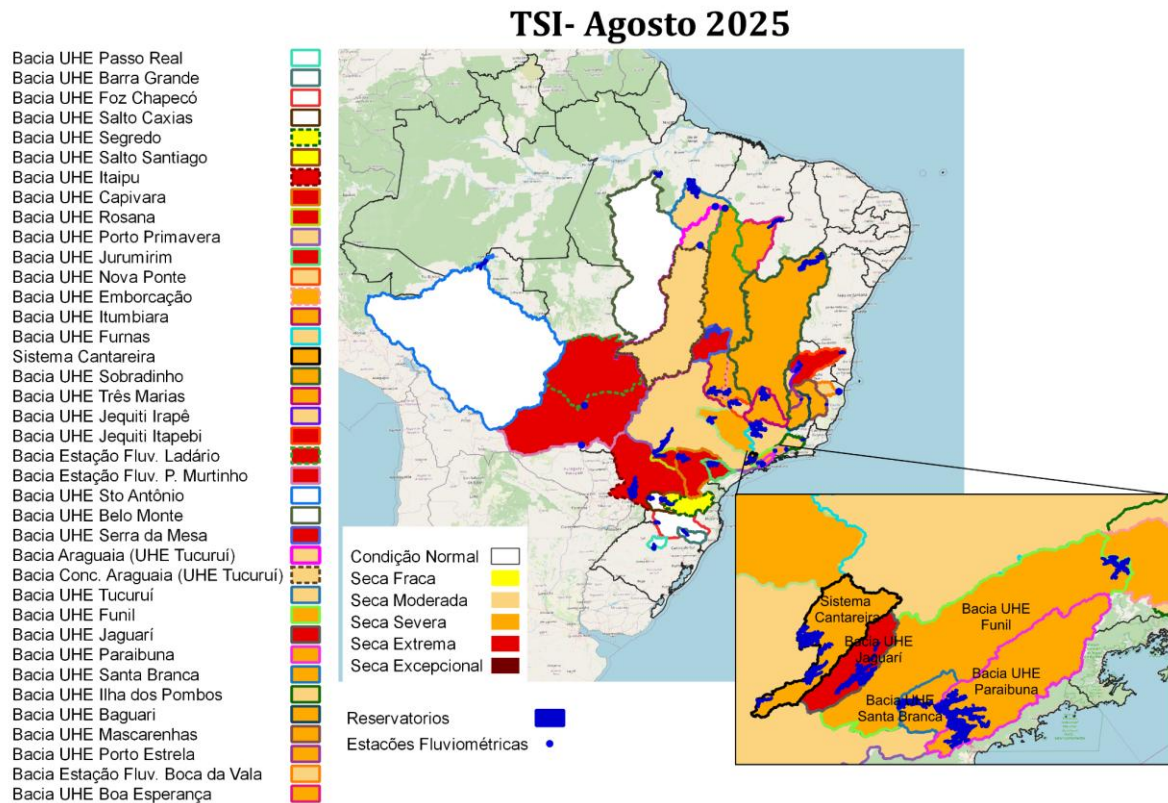 TSI- Agosto 2025
Bacia UHE Passo Real
Bacia UHE Barra Grande
Bacia UHE Foz Chapecó
Bacia UHE Salto Caxias
Bacia UHE Segredo
Bacia UHE Salto Santiago
Bacia UHE Itaipu
Bacia UHE Capivara
Bacia UHE Rosana
Bacia UHE Porto Primavera
Bacia UHE Jurumirim
Bacia UHE Nova Ponte
Bacia UHE Emborcação
Bacia UHE Itumbiara
Bacia UHE Furnas
Sistema Cantareira
Bacia UHE Sobradinho
Bacia UHE Três Marias
Bacia UHE Jequiti Irapê
Bacia UHE Jequiti Itapebi
Bacia Estação Fluv. Ladário
Bacia Estação Fluv. P. Murtinho
Bacia UHE Sto Antônio
Bacia UHE Belo Monte
Bacia UHE Serra da Mesa
Bacia Araguaia (UHE Tucuruí)
Bacia Conc. Araguaia (UHE Tucuruí)
Bacia UHE Tucuruí
Bacia UHE Funil
Bacia UHE Jaguarí
Bacia UHE Paraibuna
Bacia UHE Santa Branca
Bacia UHE Ilha dos Pombos
Bacia UHE Baguari
Bacia UHE Mascarenhas
Bacia UHE Porto Estrela
Bacia Estação Fluv. Boca da Vala
Bacia UHE Boa Esperança
Condição Normal
Seca Fraca
Seca Moderada
Seca Severa
Seca Extrema
Seca Excepcional
Reservatorios
Estacões Fluviométricas
Sistema
Cantareira
Bacia UHE
Jaguarí
Bacia UHE
Funil
Bacia UHE
Paraibuna
Bacia UHE
Santa Branca